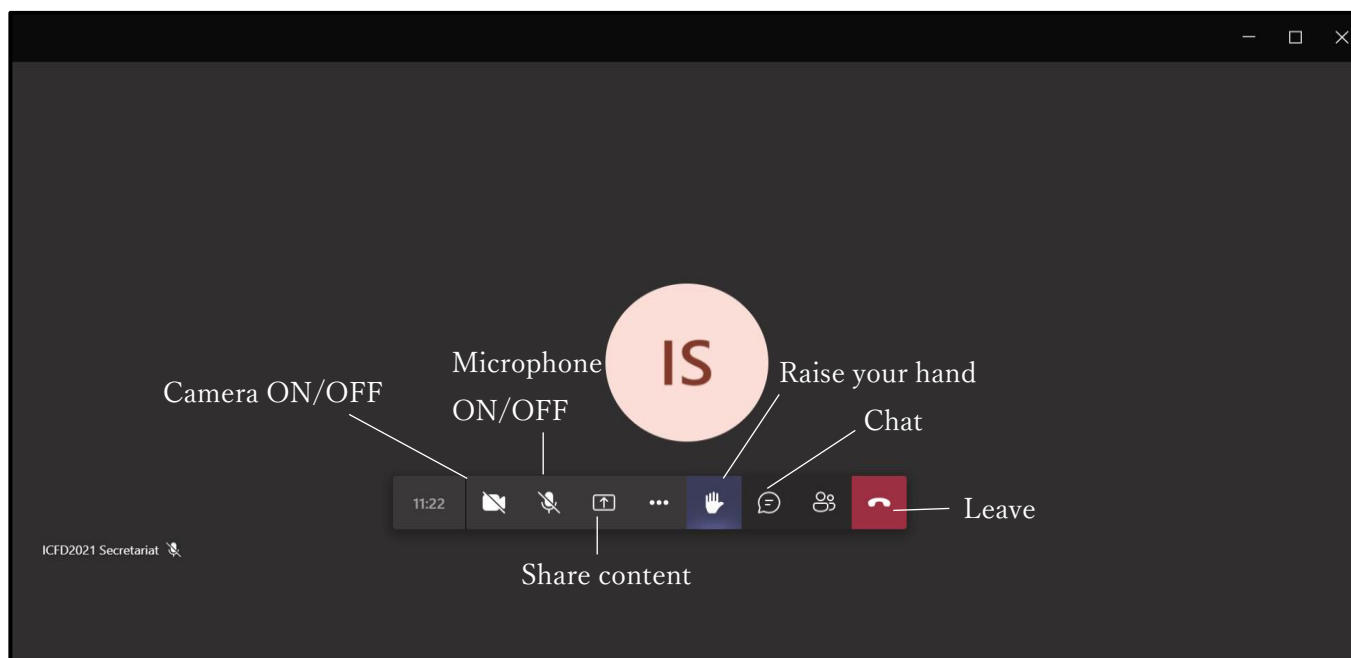 IS
Microphone
ON/OFF
Camera ON/OFF
Raise your hand
Chat
11:22
Leave
ICFD2021 Secretariat
Share content